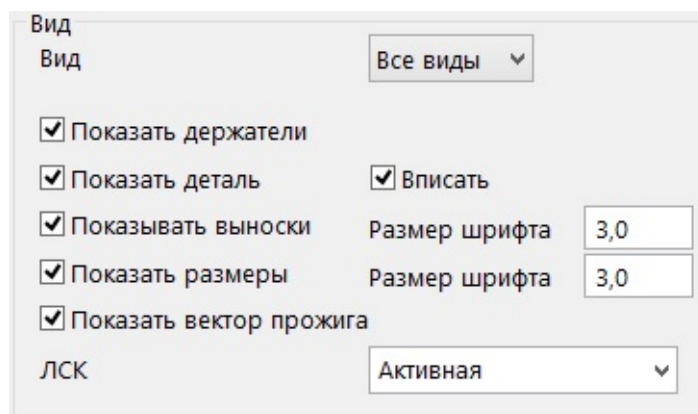 Вид
Вид Все виды
Показать держатели
Показать деталь Вписать
Показывать выноски Размер шрифта 3,0
Показать размеры Размер шрифта 3,0
Показать вектор прожига
ЛСК Активная